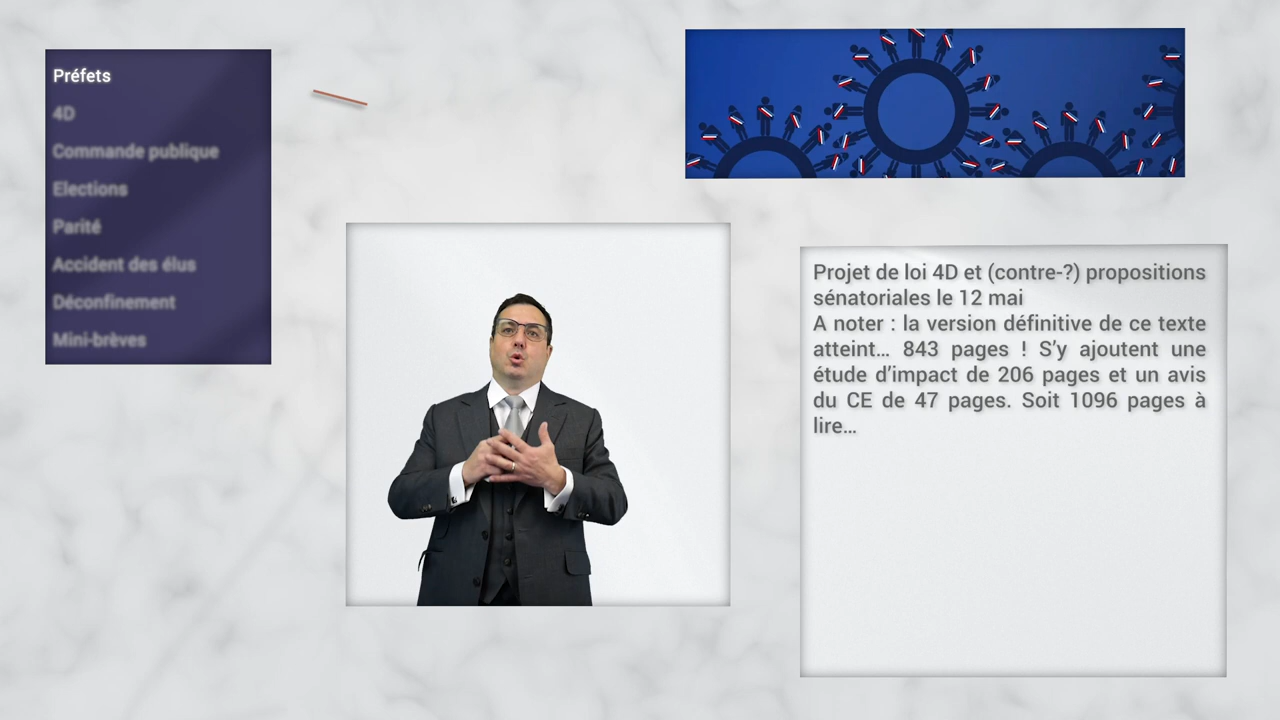 Préfets
4D
Commande publique
Elections
Parité
Accident des élus
Déconfinement
Mini-brèves
Projet de loi 4D et (contre-?) propositions
sénatoriales le 12 mai
A noter : la version définitive de ce texte
atteint… 843 pages ! S’y ajoutent une
étude d’impact de 206 pages et un avis
du CE de 47 pages. Soit 1096 pages à
lire…